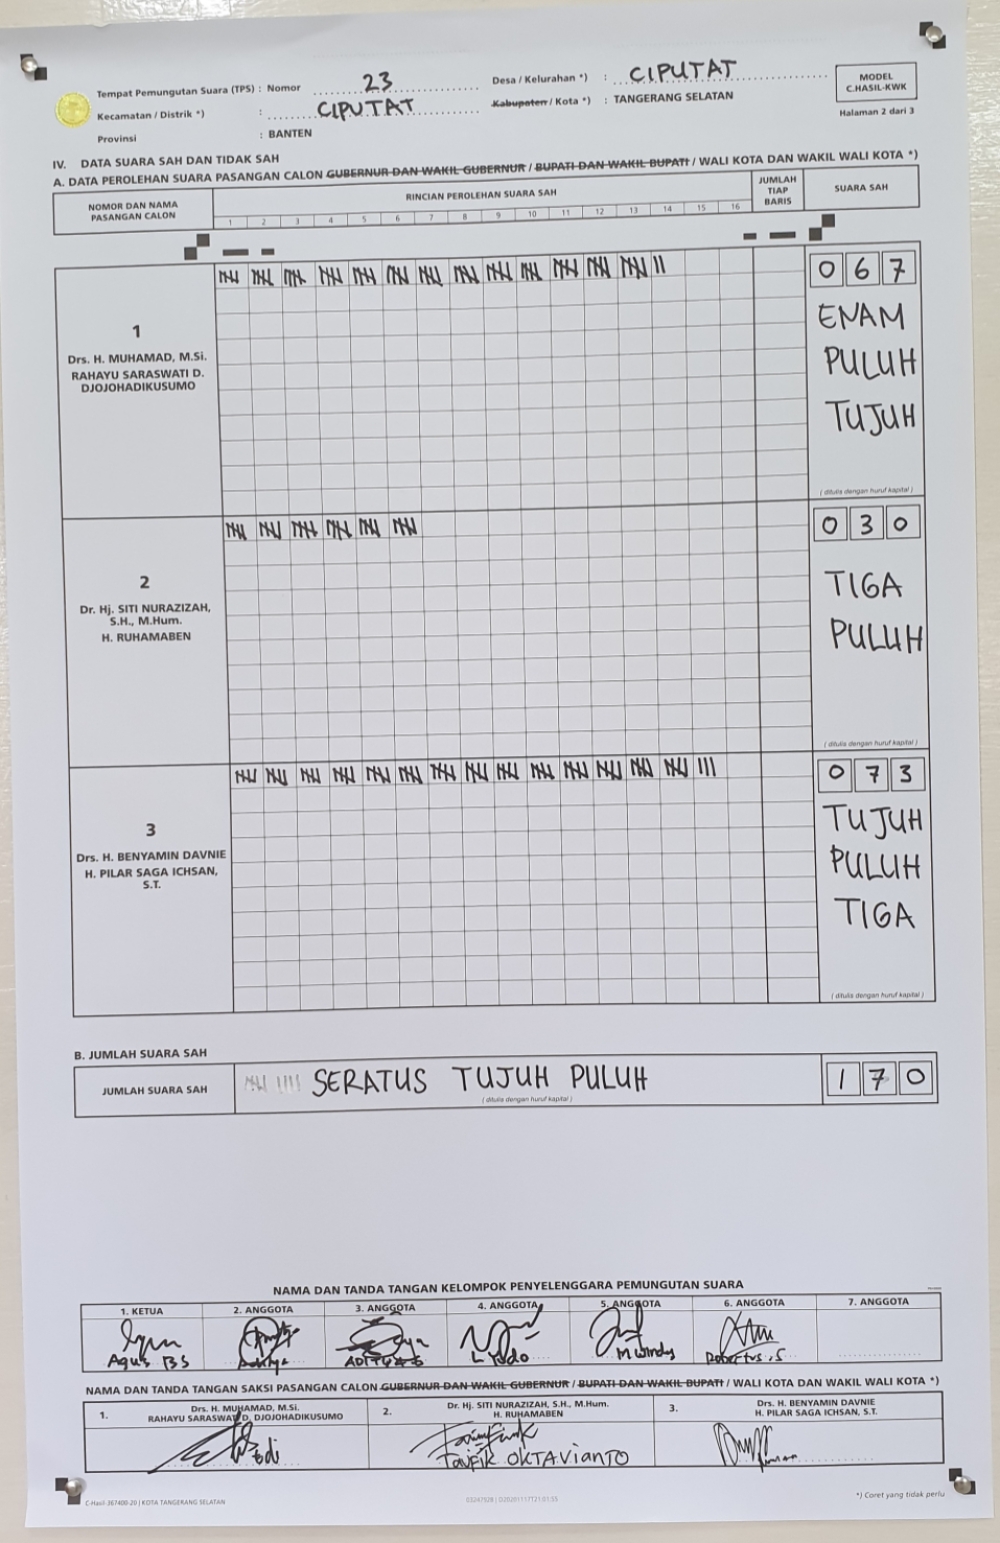 Tempat Pemungutan Suara (TPS) : Nomor 23
Desa / Kelurahan *) : CIPUTAT
Kecamatan / Distrik *) : CIPUTAT
Kabupaten / Kota *) : TANGERANG SELATAN
Provinsi : BANTEN
MODEL
C.HASIL-KWK
Halaman 2 dari 3
IV. DATA SUARA SAH DAN TIDAK SAH
A. DATA PEROLEHAN SUARA PASANGAN CALON GUBERNUR DAN WAKIL GUBERNUR / BUPATI DAN WAKIL BUPATI / WALI KOTA DAN WAKIL WALI KOTA *)
NOMOR DAN NAMA
PASANGAN CALON
RINCIAN PEROLEHAN SUARA SAH
1 2 3 4 5 6 7 8 9 10 11 12 13 14 15 16
JUMLAH
TIAP
BARIS
SUARA SAH
1
Drs. H. MUHAMAD, M.Si.
RAHAYU SARASWATI D.
DJOJOHADIKUSUMO
0 6 7
ENAM
PULUH
TUJUH
( ditulis dengan huruf kapital )
2
Dr. Hj. SITI NURAZIZAH,
S.H., M.Hum.
H. RUHAMABEN
0 3 0
TIGA
PULUH
( ditulis dengan huruf kapital )
3
Drs. H. BENYAMIN DAVNIE
H. PILAR SAGA ICHSAN,
S.T.
0 7 3
TUJUH
PULUH
TIGA
( ditulis dengan huruf kapital )
B. JUMLAH SUARA SAH
JUMLAH SUARA SAH
SERATUS TUJUH PULUH
( ditulis dengan huruf kapital )
1 7 0
NAMA DAN TANDA TANGAN KELOMPOK PENYELENGGARA PEMUNGUTAN SUARA
1. KETUA 2. ANGGOTA 3. ANGGOTA 4. ANGGOTA 5. ANGGOTA 6. ANGGOTA 7. ANGGOTA
Agus BS
NAMA DAN TANDA TANGAN SAKSI PASANGAN CALON GUBERNUR DAN WAKIL GUBERNUR / BUPATI DAN WAKIL BUPATI / WALI KOTA DAN WAKIL WALI KOTA *)
1. Drs. H. MUHAMAD, M.Si.
RAHAYU SARASWATI D. DJOJOHADIKUSUMO
2. Dr. Hj. SITI NURAZIZAH, S.H., M.Hum.
H. RUHAMABEN
Taufik OKTAVIANTO
3. Drs. H. BENYAMIN DAVNIE
H. PILAR SAGA ICHSAN, S.T.
C-Hasil-367408-20 | KOTA TANGERANG SELATAN
*) Coret yang tidak perlu